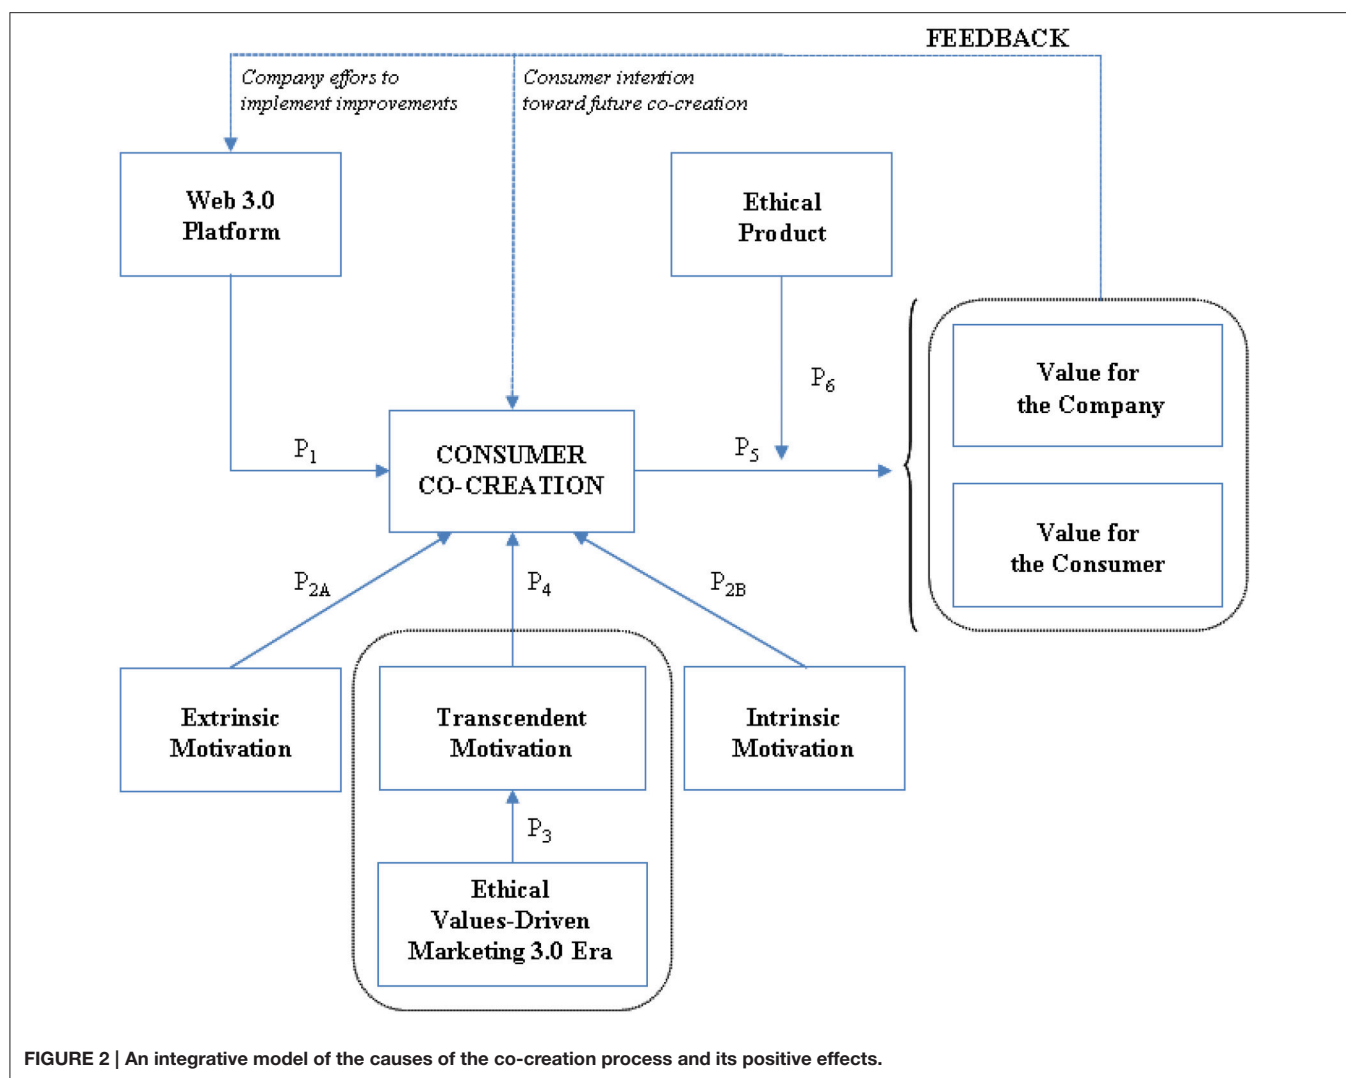 FEEDBACK
Company effors to
implement improvements
Consumer intention
toward future co-creation
Web 3.0
Platform
Ethical
Product
P6
Value for
the Company
P1
CONSUMER
CO-CREATION
P5
Value for
the Consumer
P2A
P4
P2B
Extrinsic
Motivation
Transcendent
Motivation
Intrinsic
Motivation
P3
Ethical
Values-Driven
Marketing 3.0 Era
FIGURE 2 | An integrative model of the causes of the co-creation process and its positive effects.